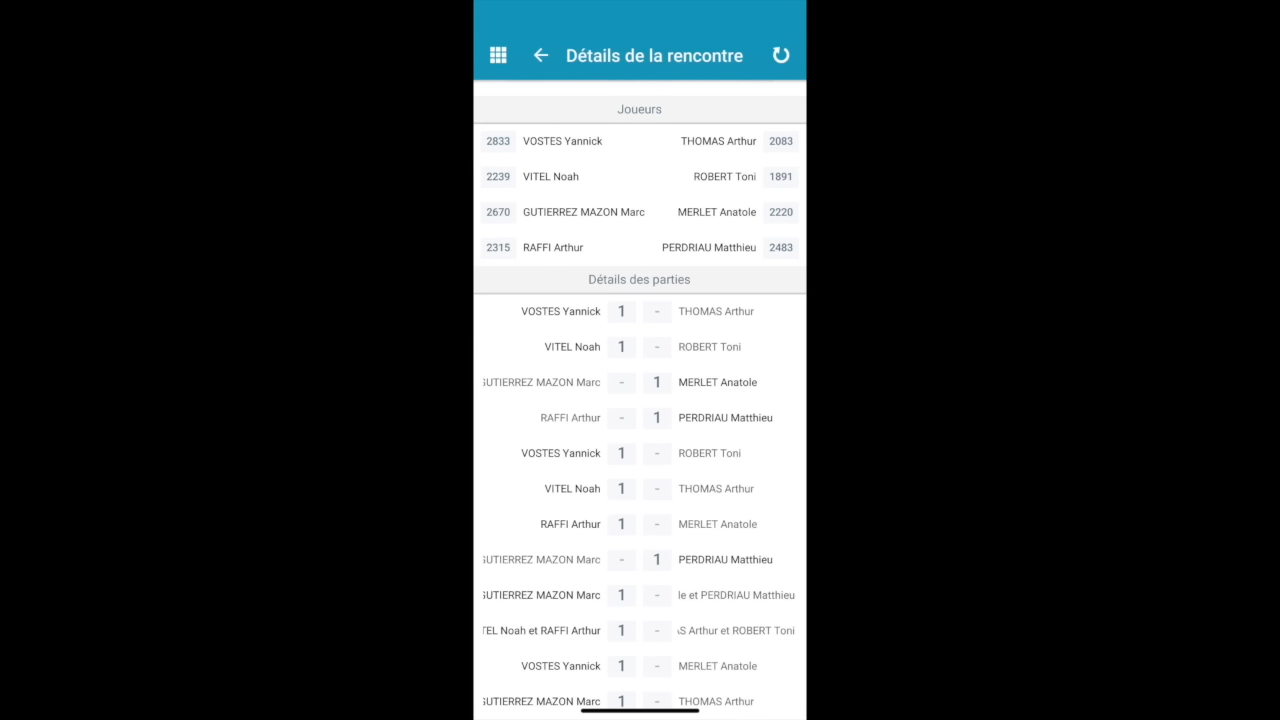 Détails de la rencontre
Joueurs
2833 VOSTES Yannick THOMAS Arthur 2083
2239 VITEL Noah ROBERT Toni 1891
2670 GUTIERREZ MAZON Marc MERLET Anatole 2220
2315 RAFFI Arthur PERDRIAU Matthieu 2483
Détails des parties
VOSTES Yannick 1 - THOMAS Arthur
VITEL Noah 1 - ROBERT Toni
GUTIERREZ MAZON Marc - 1 MERLET Anatole
RAFFI Arthur - 1 PERDRIAU Matthieu
VOSTES Yannick 1 - ROBERT Toni
VITEL Noah 1 - THOMAS Arthur
RAFFI Arthur 1 - MERLET Anatole
GUTIERREZ MAZON Marc - 1 PERDRIAU Matthieu
GUTIERREZ MAZON Marc 1 - le et PERDRIAU Matthieu
TEL Noah et RAFFI Arthur 1 - AS Arthur et ROBERT Toni
VOSTES Yannick 1 - MERLET Anatole
GUTIERREZ MAZON Marc 1 - THOMAS Arthur